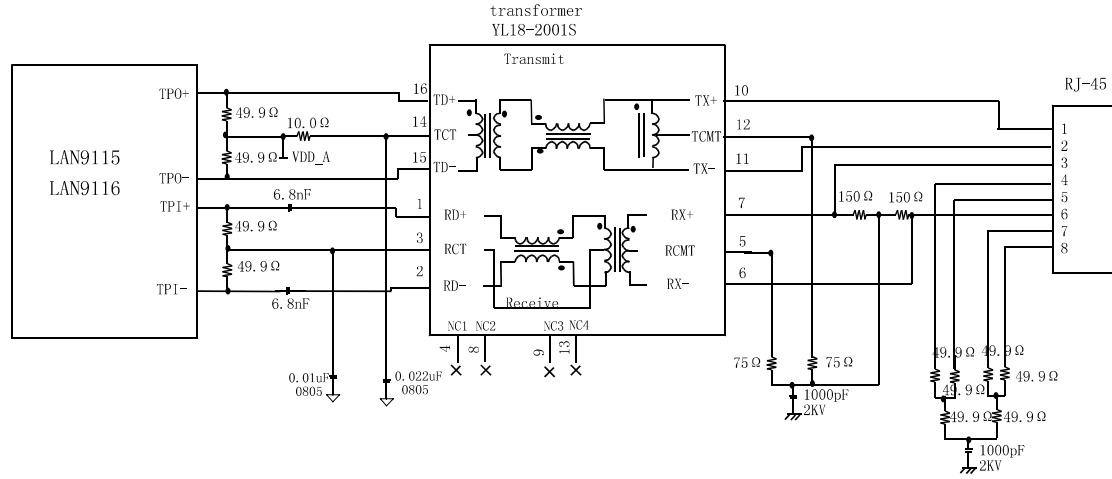 transformer
YL18-2001S
Transmit
RJ-45
LAN9115
LAN9116
TPO+
TPO-
TPI+
TPI-
49.9Ω
49.9Ω
10.0Ω
VDD_A
6.8nF
49.9Ω
49.9Ω
6.8nF
0.01uF
0805
0.022uF
0805
16
14
15
1
3
2
TD+
TCT
TD-
RD+
RCT
RD-
Receive
TX+
TCMT
TX-
RX+
RCMT
RX-
NC1
NC2
NC3
NC4
4
8
9
13
10
12
11
7
5
6
150Ω
150Ω
75Ω
75Ω
1000pF
2KV
1
2
3
4
5
6
7
8
49.9Ω
49.9Ω
49.9Ω
49.9Ω
49.9Ω
49.9Ω
1000pF
2KV